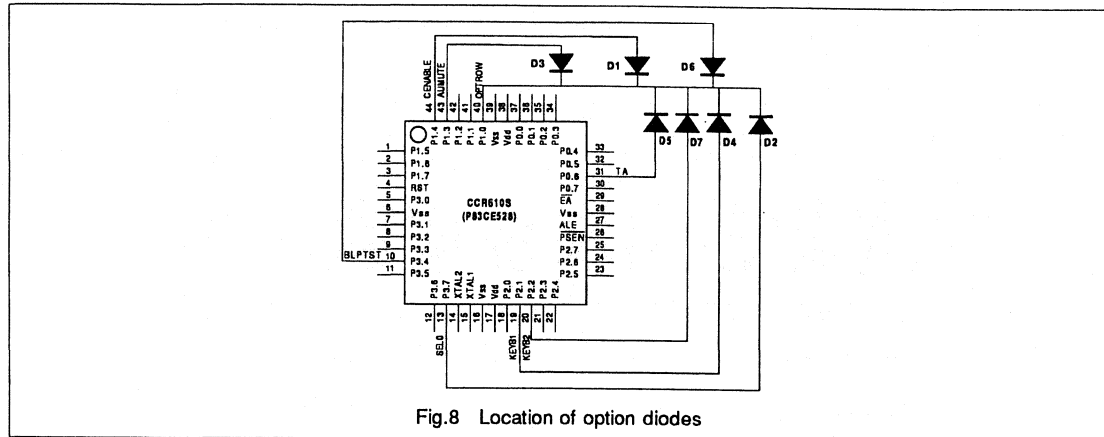 D3
D1
D6
CENABLE
AUMUTE
OPTROW
44
43
42
41
40
39
38
37
36
35
34
P1.4
P1.3
P1.2
P1.1
P1.0
Vss
Vdd
P0.0
P0.1
P0.2
P0.3
D5
D7
D4
D2
1 P1.5
2 P1.6
3 P1.7
4 RST
5 P3.0
6 Vss
7 P3.1
8 P3.2
9 P3.3
BLPTST 10 P3.4
11 P3.5
CCR610S
(P83CE528)
P0.4 33
P0.5 32
P0.6 31 TA
P0.7 30
EA 29
Vss 28
ALE 27
PSEN 26
P2.7 25
P2.6 24
P2.5 23
P3.6
P3.7
XTAL2
XTAL1
Vss
Vdd
P2.0
P2.1
P2.2
P2.3
P2.4
12
13
14
15
16
17
18
19
20
21
22
SELO
KEYB1
KEYB2
Fig.8 Location of option diodes